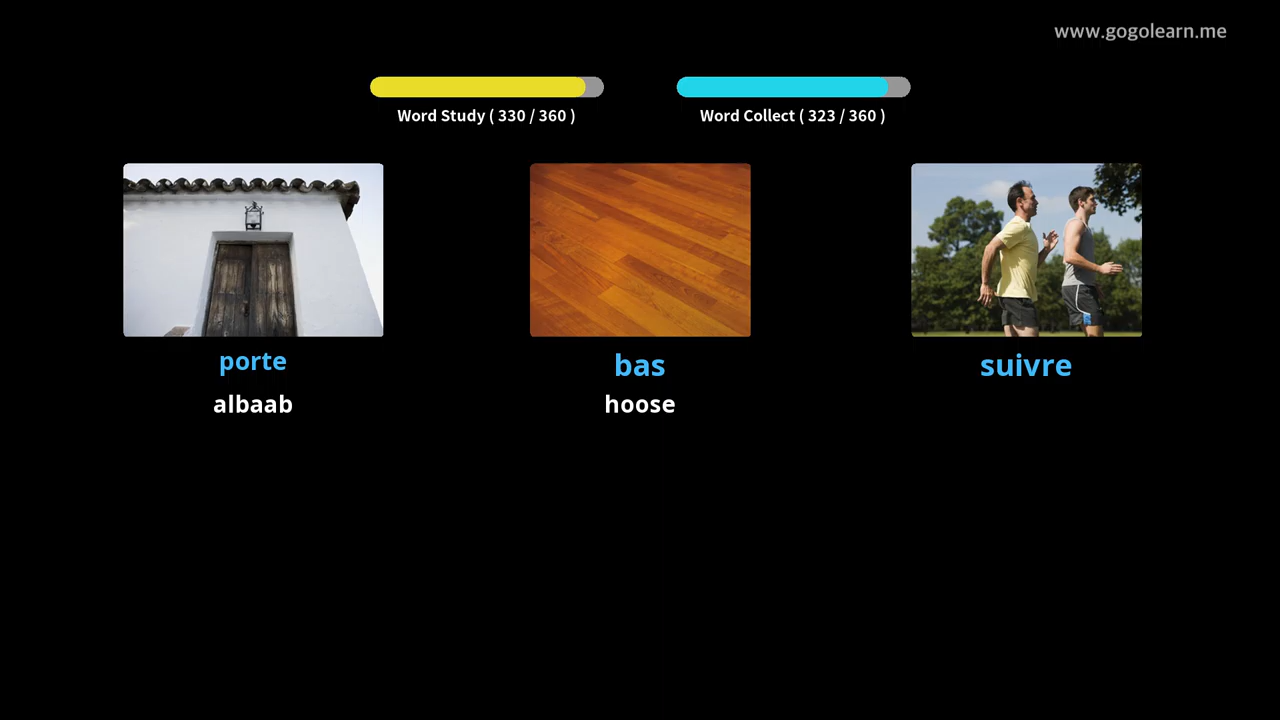 www.gogolearn.me
Word Study ( 330 / 360 )
Word Collect ( 323 / 360 )
porte
albaab
bas
hoose
suivre